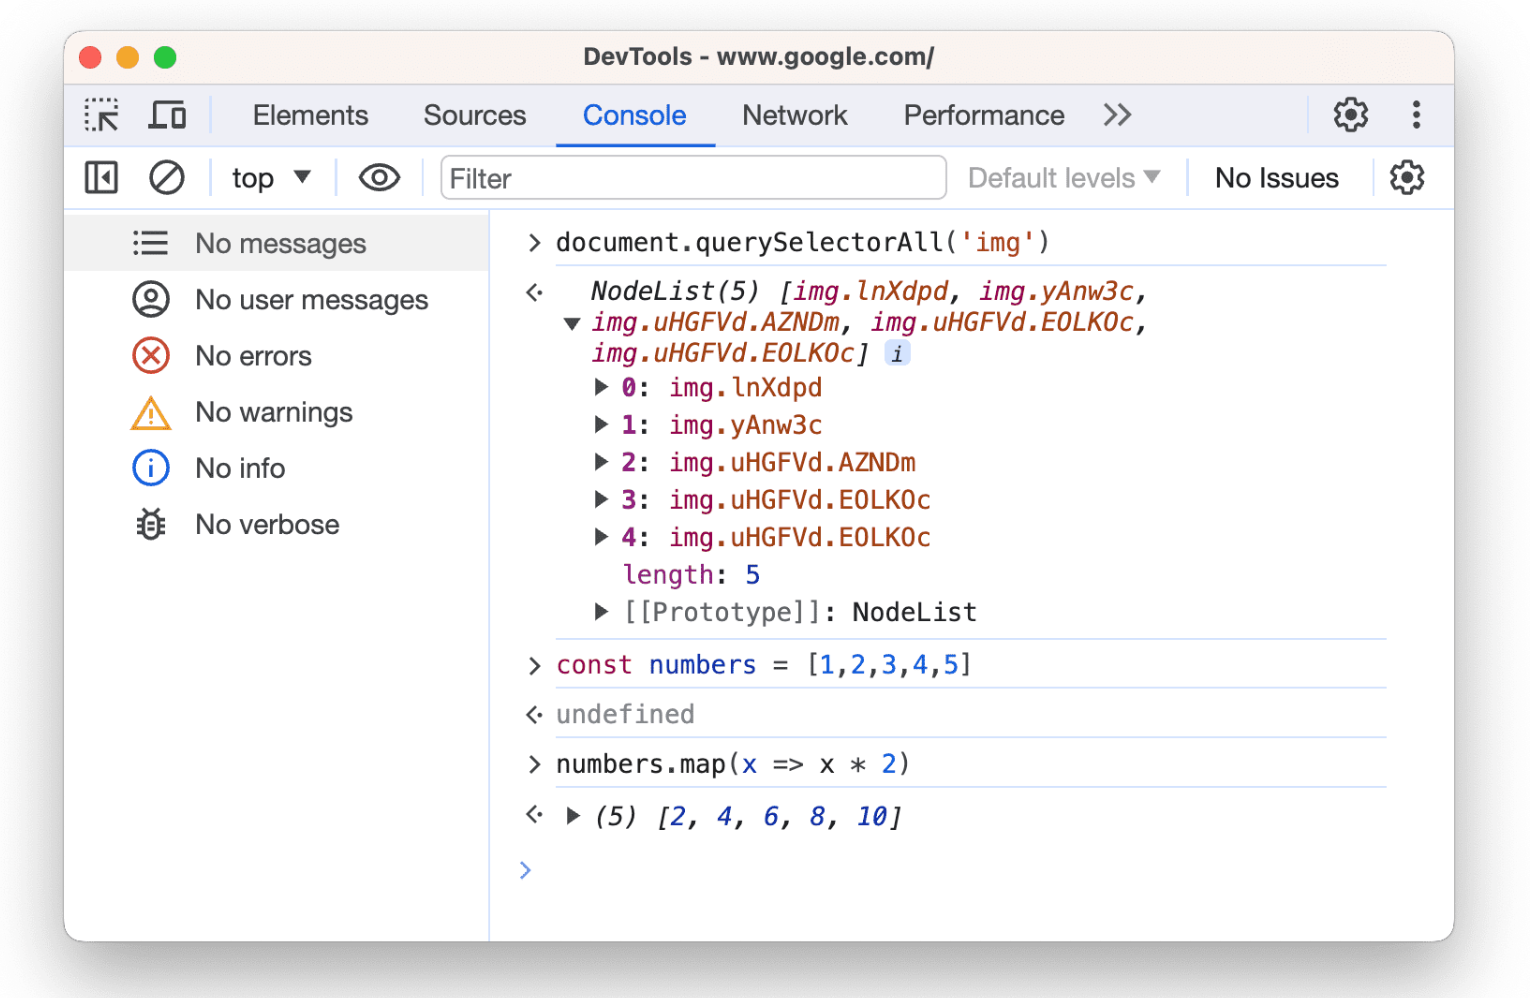 DevTools - www.google.com/
Elements Sources Console Network Performance
top Filter Default levels No Issues
No messages
No user messages
No errors
No warnings
No info
No verbose
document.querySelectorAll('img')
NodeList(5) [img.lnXdpd, img.yAnw3c,
img.uHGFVd.AZNDm, img.uHGFVd.EOLKOc,
img.uHGFVd.EOLKOc] i
0: img.lnXdpd
1: img.yAnw3c
2: img.uHGFVd.AZNDm
3: img.uHGFVd.EOLKOc
4: img.uHGFVd.EOLKOc
length: 5
[[Prototype]]: NodeList
const numbers = [1,2,3,4,5]
undefined
numbers.map(x => x * 2)
(5) [2, 4, 6, 8, 10]